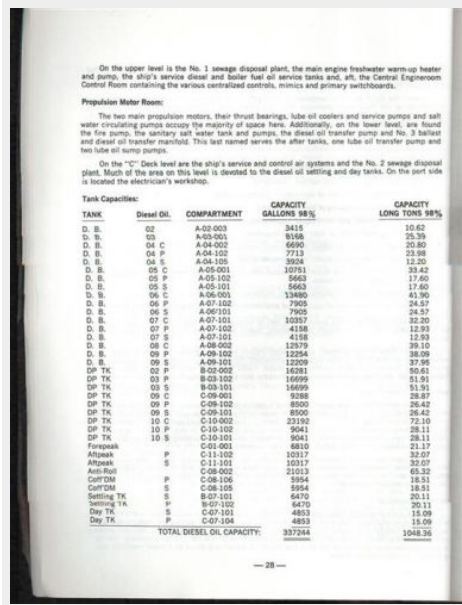 On the upper level is the No. 1 sewage disposal plant, the main engine freshwater warm-up heater
and pump, the ship's service diesel and boiler fuel oil service tanks and, aft, the Central Engineroom
Control Room containing the various centralized controls, mimics and primary switchboards.
Propulsion Motor Room:
The two main propulsion motors, their thrust bearings, lube oil coolers and service pumps and salt
water circulating pumps occupy the majority of space here. Additionally, on the lower level, are found
the fire pump, the sanitary salt water tank and pumps, the diesel oil transfer pump and No. 3 ballast
and diesel oil transfer manifold. This last named serves the after tanks, one lube oil transfer pump and
two lube oil sump pumps.
On the "C" Deck level are the ship's service and control air systems and the No. 2 sewage disposal
plant. Much of the area on this level is devoted to the diesel oil settling and day tanks. On the port side
is located the electrician's workshop.
Tank Capacities:
TANK Diesel Oil. COMPARTMENT CAPACITY GALLONS 98% CAPACITY LONG TONS 98%
D. B. 02 A-02-003 3415 10.62
D. B. 03 A-03-001 8168 25.39
D. B. 04 C A-04-002 6690 20.80
D. B. 04 P A-04-102 7713 23.98
D. B. 04 S A-04-105 3924 12.20
D. B. 05 C A-05-001 10751 33.42
D. B. 05 P A-05-102 5663 17.60
D. B. 05 S A-05-101 5663 17.60
D. B. 06 C A-06-001 13480 41.90
D. B. 06 P A-07-102 7905 24.57
D. B. 06 S A-06/101 7905 24.57
D. B. 07 C A-07-101 10357 32.20
D. B. 07 P A-07-102 4158 12.93
D. B. 07 S A-07-101 4158 12.93
D. B. 08 C A-08-002 12579 39.10
D. B. 09 P A-09-102 12254 38.09
D. B. 09 S A-09-101 12209 37.95
DP TK 02 P B-02-002 16281 50.61
DP TK 03 P B-03-102 16699 51.91
DP TK 03 S B-03-101 16699 51.91
DP TK 09 C C-09-001 9288 28.87
DP TK 09 P C-09-102 8500 26.42
DP TK 09 S C-09-101 8500 26.42
DP TK 10 C C-10-002 23192 72.10
DP TK 10 P C-10-102 9041 28.11
DP TK 10 S C-10-101 9041 28.11
Forepeak C-01-001 6810 21.17
Aftpeak P C-11-102 10317 32.07
Aftpeak S C-11-101 10317 32.07
Anti-Roll C-08-002 21013 65.32
Coff'DM P C-08-106 5954 18.51
Coff'DM S C-08-105 5954 18.51
Settling TK S B-07-101 6470 20.11
Settling TK P B-07-102 6470 20.11
Day TK S C-07-101 4853 15.09
Day TK P C-07-104 4853 15.09
TOTAL DIESEL OIL CAPACITY: 337244 1048.36
— 28 —